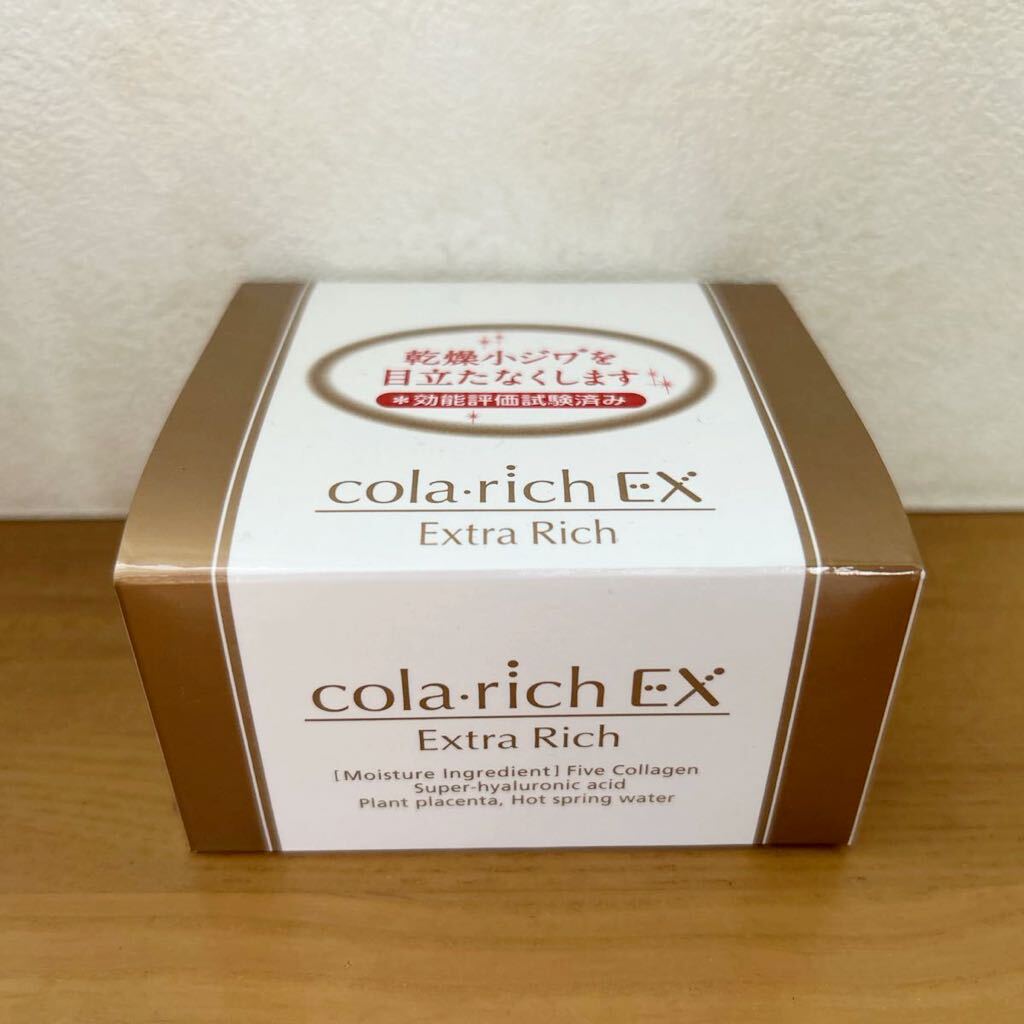 乾燥小ジワを
目立たなくします
*効能評価試験済み
cola·rich EX
Extra Rich
cola·rich EX
Extra Rich
[Moisture Ingredient] Five Collagen
Super-hyaluronic acid
Plant placenta, Hot spring water